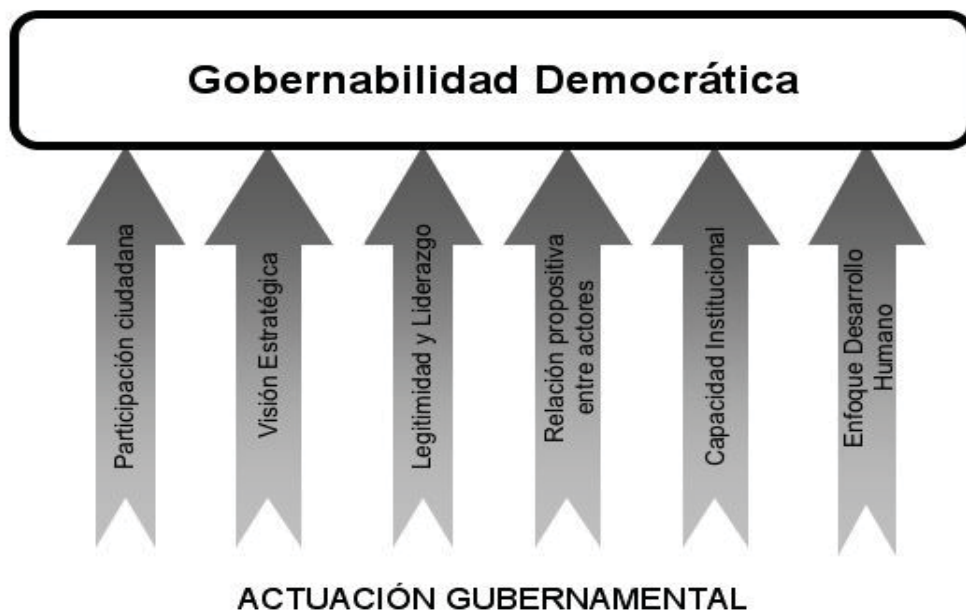 Gobernabilidad Democrática
Participación ciudadana
Visión Estratégica
Legitimidad y Liderazgo
Relación propositiva
entre actores
Capacidad Institucional
Enfoque Desarrollo
Humano
ACTUACIÓN GUBERNAMENTAL